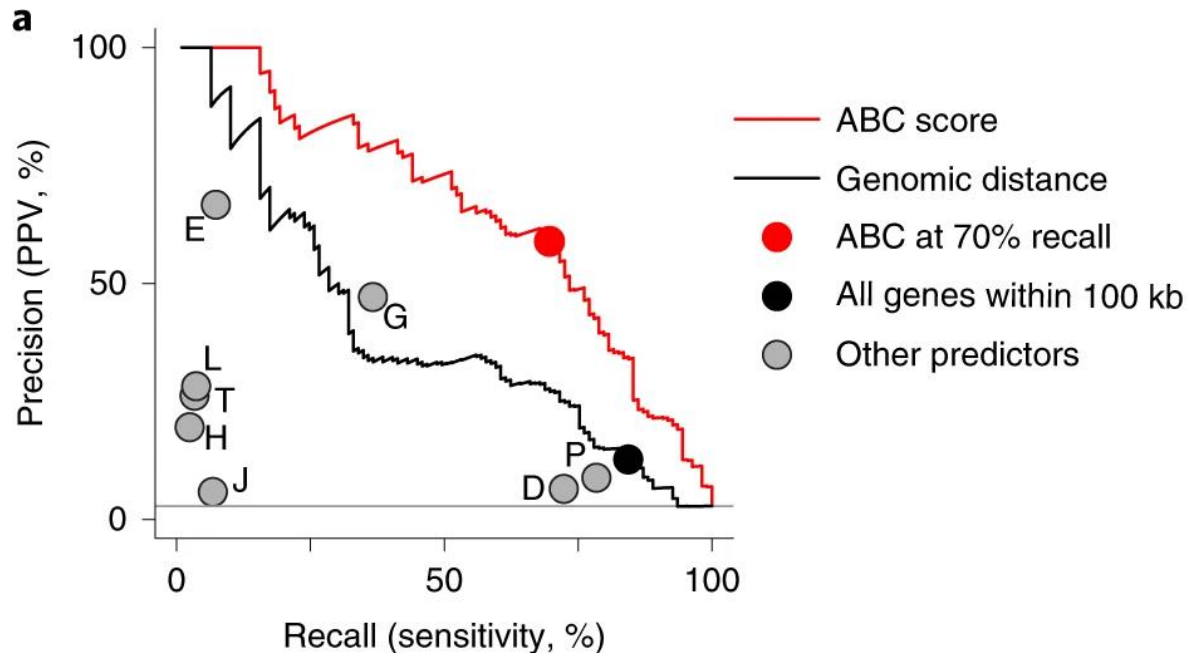 a
Precision (PPV, %)
100
50
0
E
G
L
T
H
J
P
D
0 50 100
Recall (sensitivity, %)
ABC score
Genomic distance
ABC at 70% recall
All genes within 100 kb
Other predictors